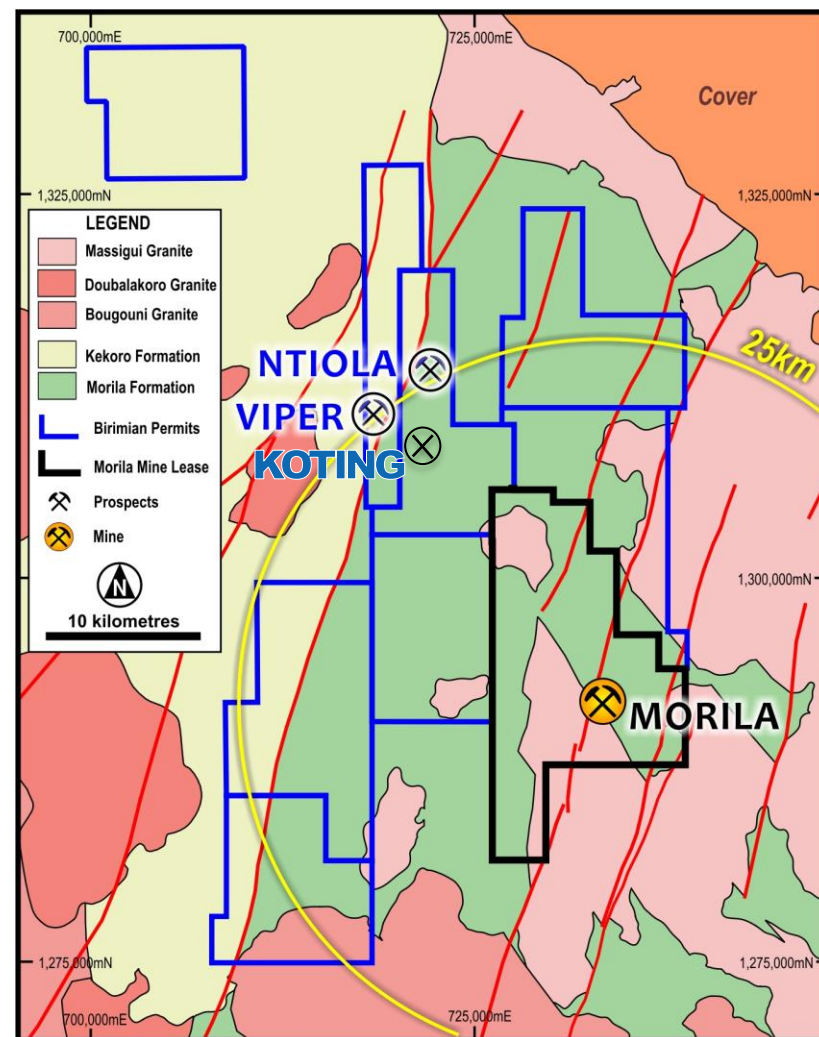 700,000mE
725,000mE
Cover
1,325,000mN
1,325,000mN
LEGEND
Massigui Granite
Doubalakoro Granite
Bougouni Granite
Kekoro Formation
Morila Formation
Birimian Permits
Morila Mine Lease
Prospects
Mine
N
10 kilometres
25km
NTIOLA
VIPER
KOTING
1,300,000mN
MORILA
1,275,000mN
1,275,000mN
700,000mE
725,000mE